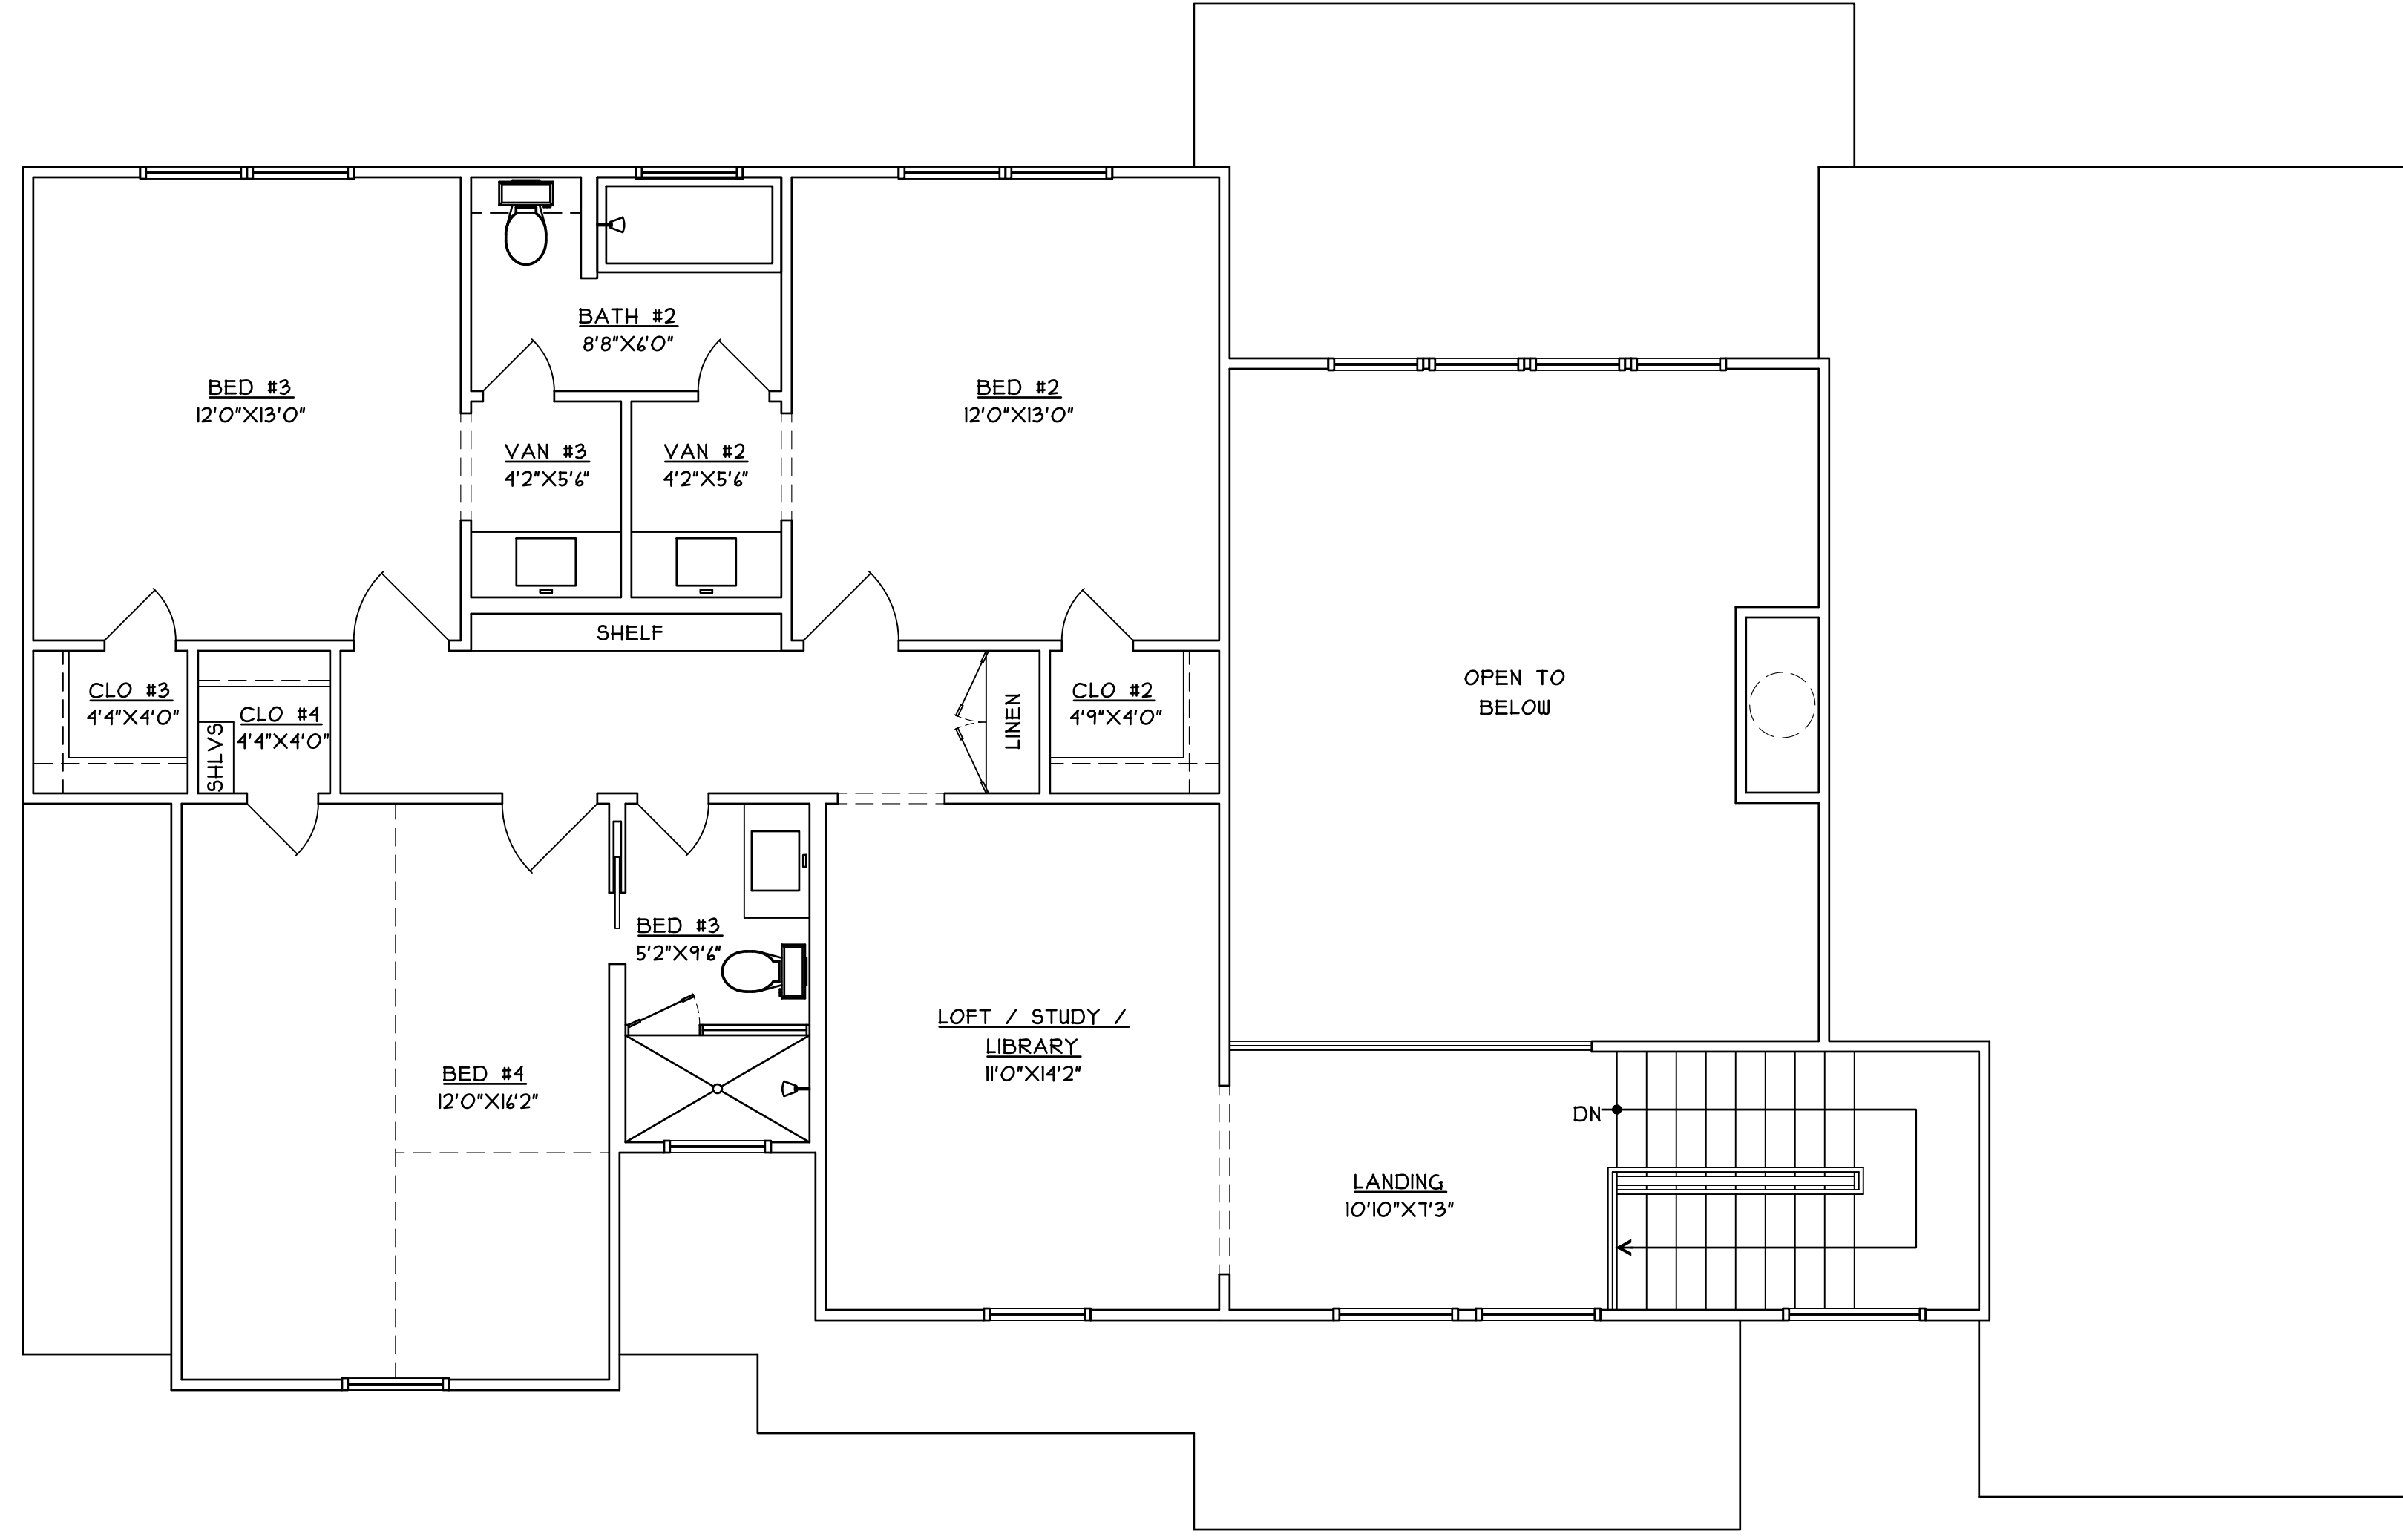 BATH #2
8'8"X6'0"
BED #3
12'0"X13'0"
BED #2
12'0"X13'0"
VAN #3
4'2"X5'6"
VAN #2
4'2"X5'6"
SHELF
CLO #3
4'4"X4'0"
CLO #4
4'4"X4'0"
SHLVS
LINEN
CLO #2
4'9"X4'0"
OPEN TO
BELOW
BED #3
5'2"X9'6"
LOFT / STUDY /
LIBRARY
11'0"X14'2"
BED #4
12'0"X16'2"
DN
LANDING
10'10"X7'3"